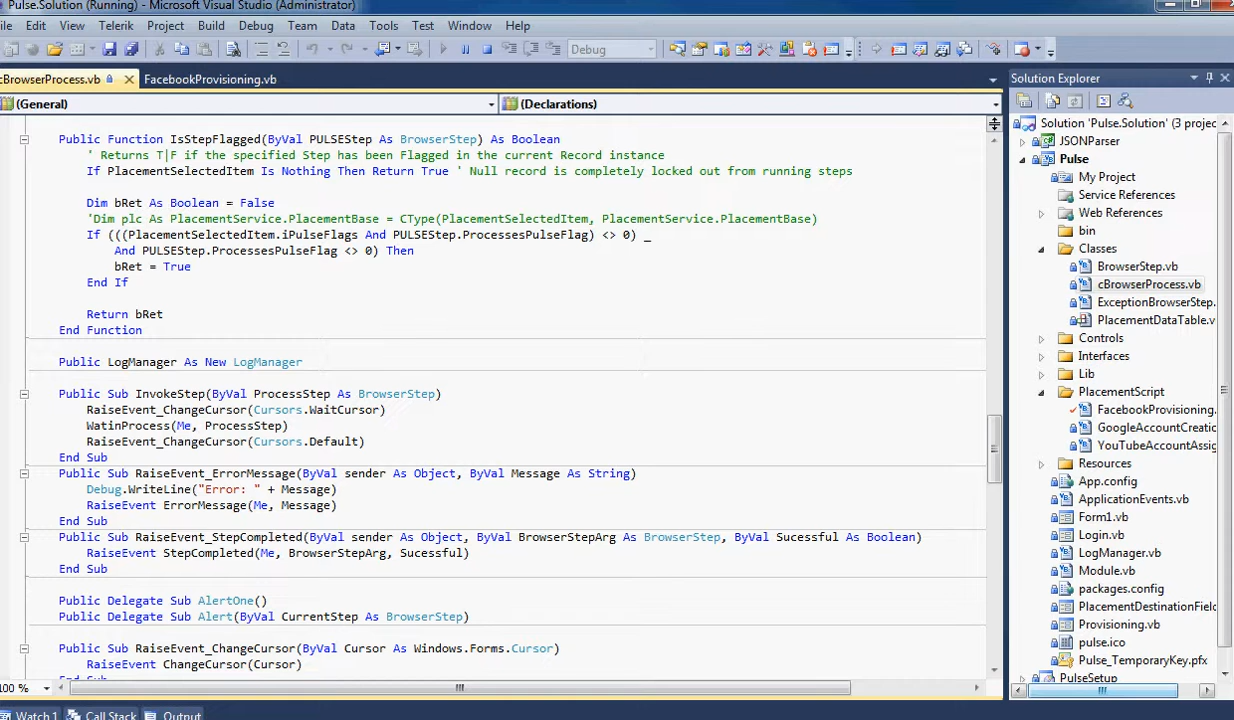 Pulse.Solution (Running) - Microsoft Visual Studio (Administrator)
File Edit View Telerik Project Build Debug Team Data Tools Test Window Help
Debug
cBrowserProcess.vb FacebookProvisioning.vb
(General) (Declarations)
Public Function IsStepFlagged(ByVal PULSEStep As BrowserStep) As Boolean
' Returns T|F if the specified Step has been Flagged in the current Record instance
If PlacementSelectedItem Is Nothing Then Return True ' Null record is completely locked out from running steps
Dim bRet As Boolean = False
'Dim plc As PlacementService.PlacementBase = CType(PlacementSelectedItem, PlacementService.PlacementBase)
If (((PlacementSelectedItem.iPulseFlags And PULSEStep.ProcessesPulseFlag) <> 0) _
And PULSEStep.ProcessesPulseFlag <> 0) Then
bRet = True
End If
Return bRet
End Function
Public LogManager As New LogManager
Public Sub InvokeStep(ByVal ProcessStep As BrowserStep)
RaiseEvent_ChangeCursor(Cursors.WaitCursor)
WatinProcess(Me, ProcessStep)
RaiseEvent_ChangeCursor(Cursors.Default)
End Sub
Public Sub RaiseEvent_ErrorMessage(ByVal sender As Object, ByVal Message As String)
Debug.WriteLine("Error: " + Message)
RaiseEvent ErrorMessage(Me, Message)
End Sub
Public Sub RaiseEvent_StepCompleted(ByVal sender As Object, ByVal BrowserStepArg As BrowserStep, ByVal Sucessful As Boolean)
RaiseEvent StepCompleted(Me, BrowserStepArg, Sucessful)
End Sub
Public Delegate Sub AlertOne()
Public Delegate Sub Alert(ByVal CurrentStep As BrowserStep)
Public Sub RaiseEvent_ChangeCursor(ByVal Cursor As Windows.Forms.Cursor)
RaiseEvent ChangeCursor(Cursor)
End Sub
100 %
Watch 1 Call Stack Output
Solution Explorer
Solution 'Pulse.Solution' (3 projec
JSONParser
Pulse
My Project
Service References
Web References
bin
Classes
BrowserStep.vb
cBrowserProcess.vb
ExceptionBrowserStep.
PlacementDataTable.v
Controls
Interfaces
Lib
PlacementScript
FacebookProvisioning.
GoogleAccountCreatio
YouTubeAccountAssig
Resources
App.config
ApplicationEvents.vb
Form1.vb
Login.vb
LogManager.vb
Module.vb
packages.config
PlacementDestinationField
Provisioning.vb
pulse.ico
Pulse_TemporaryKey.pfx
PulseSetup